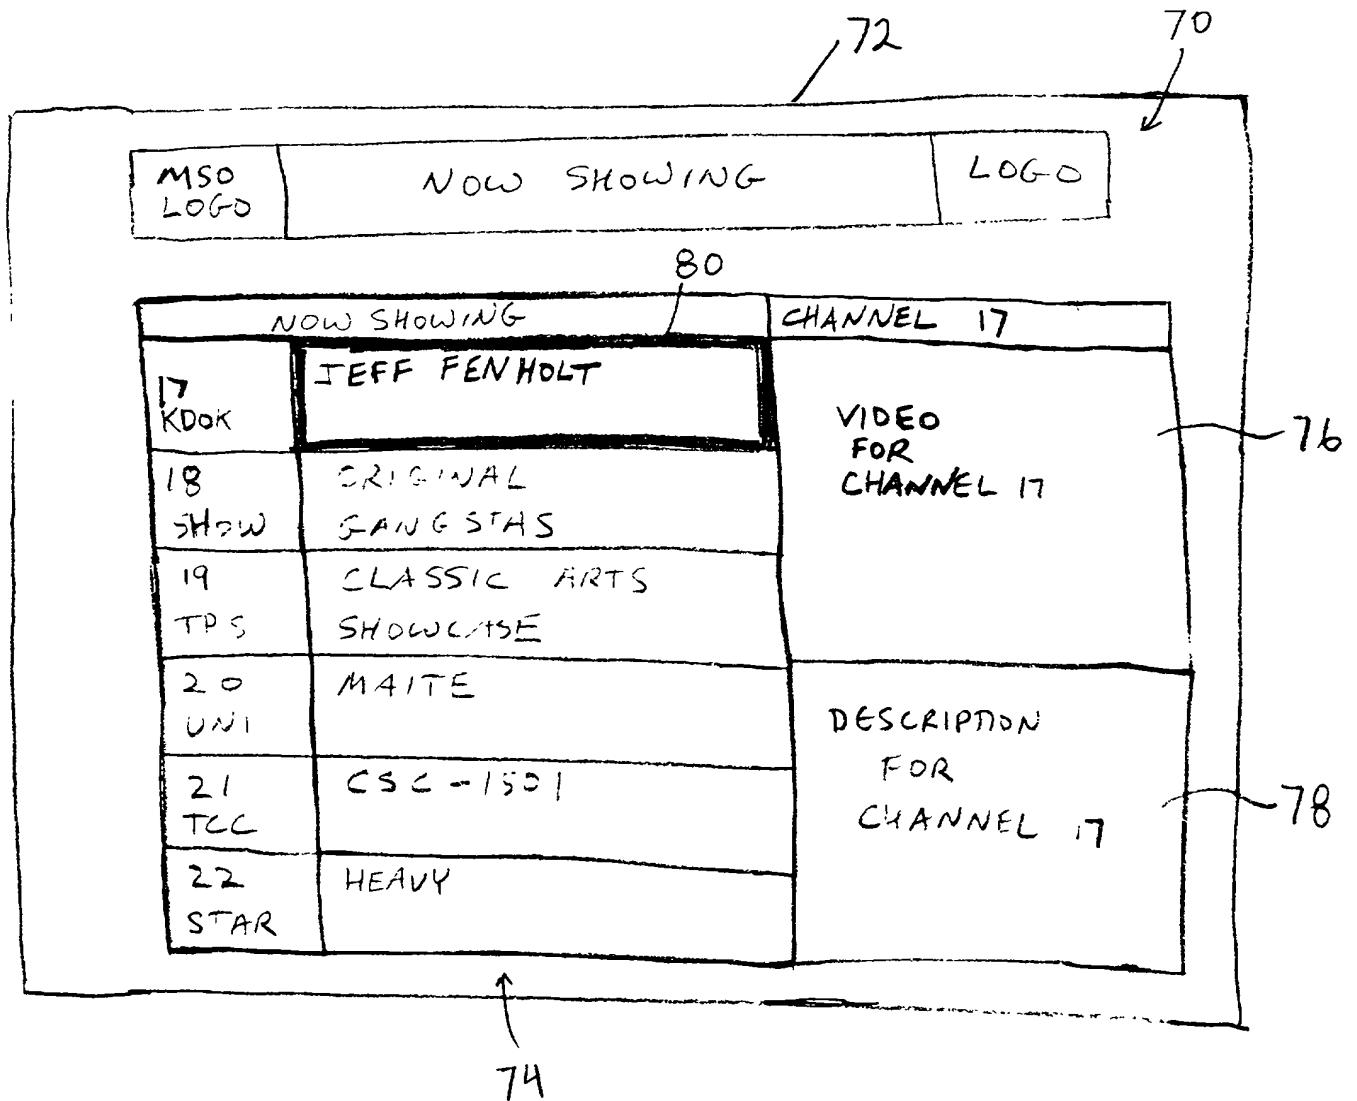 72
70
MSO
LOGO
NOW SHOWING
LOGO
80
NOW SHOWING
CHANNEL 17
17
KDOK
JEFF FENHOLT
VIDEO
FOR
CHANNEL 17
76
18
SHOW
ORIGINAL
GANGSTAS
19
TPS
CLASSIC ARTS
SHOWCASE
20
UNI
MAITE
DESCRIPTION
FOR
CHANNEL 17
78
21
TCC
CSC-1501
22
STAR
HEAVY
74